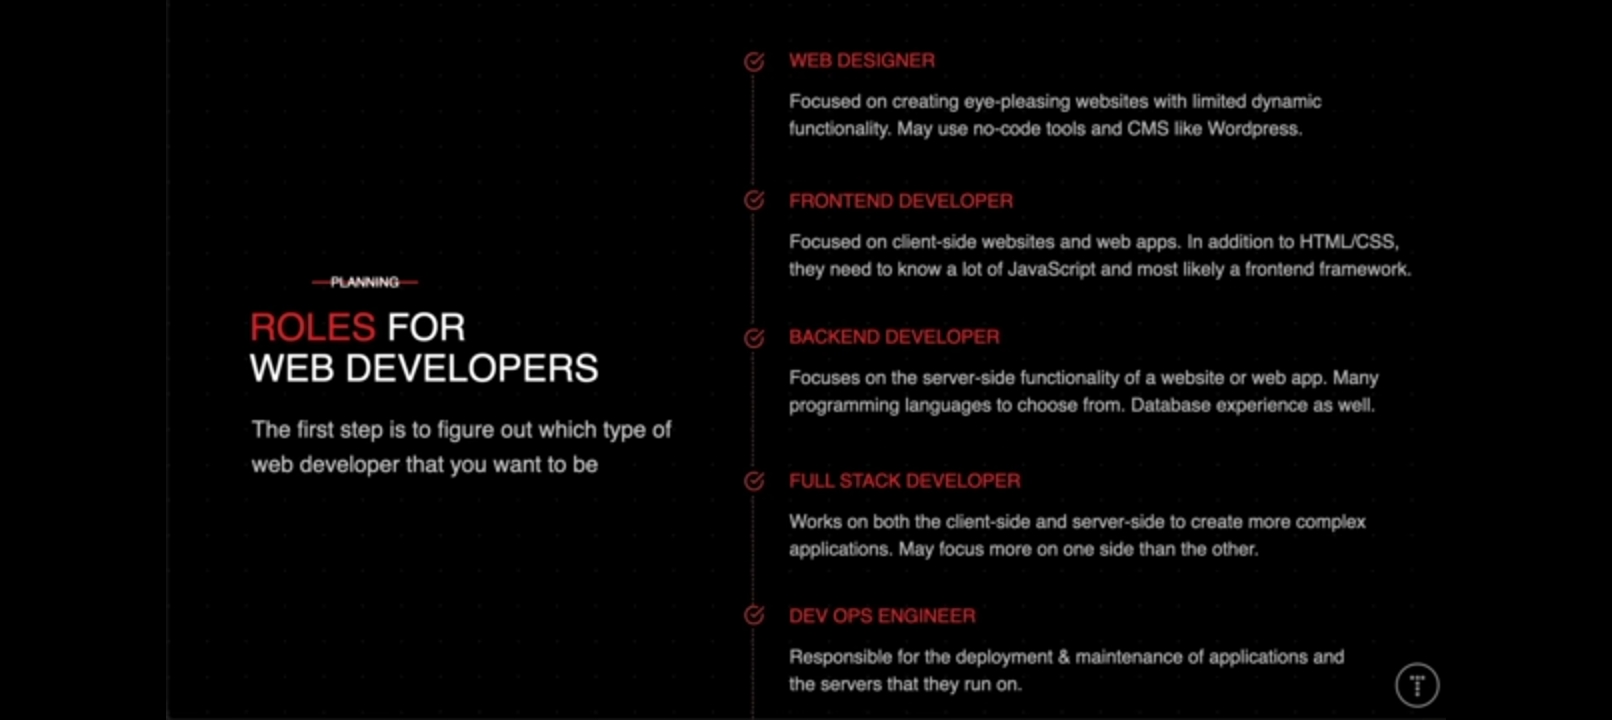 PLANNING
ROLES FOR
WEB DEVELOPERS
The first step is to figure out which type of
web developer that you want to be
WEB DESIGNER
Focused on creating eye-pleasing websites with limited dynamic
functionality. May use no-code tools and CMS like Wordpress.
FRONTEND DEVELOPER
Focused on client-side websites and web apps. In addition to HTML/CSS,
they need to know a lot of JavaScript and most likely a frontend framework.
BACKEND DEVELOPER
Focuses on the server-side functionality of a website or web app. Many
programming languages to choose from. Database experience as well.
FULL STACK DEVELOPER
Works on both the client-side and server-side to create more complex
applications. May focus more on one side than the other.
DEV OPS ENGINEER
Responsible for the deployment & maintenance of applications and
the servers that they run on.